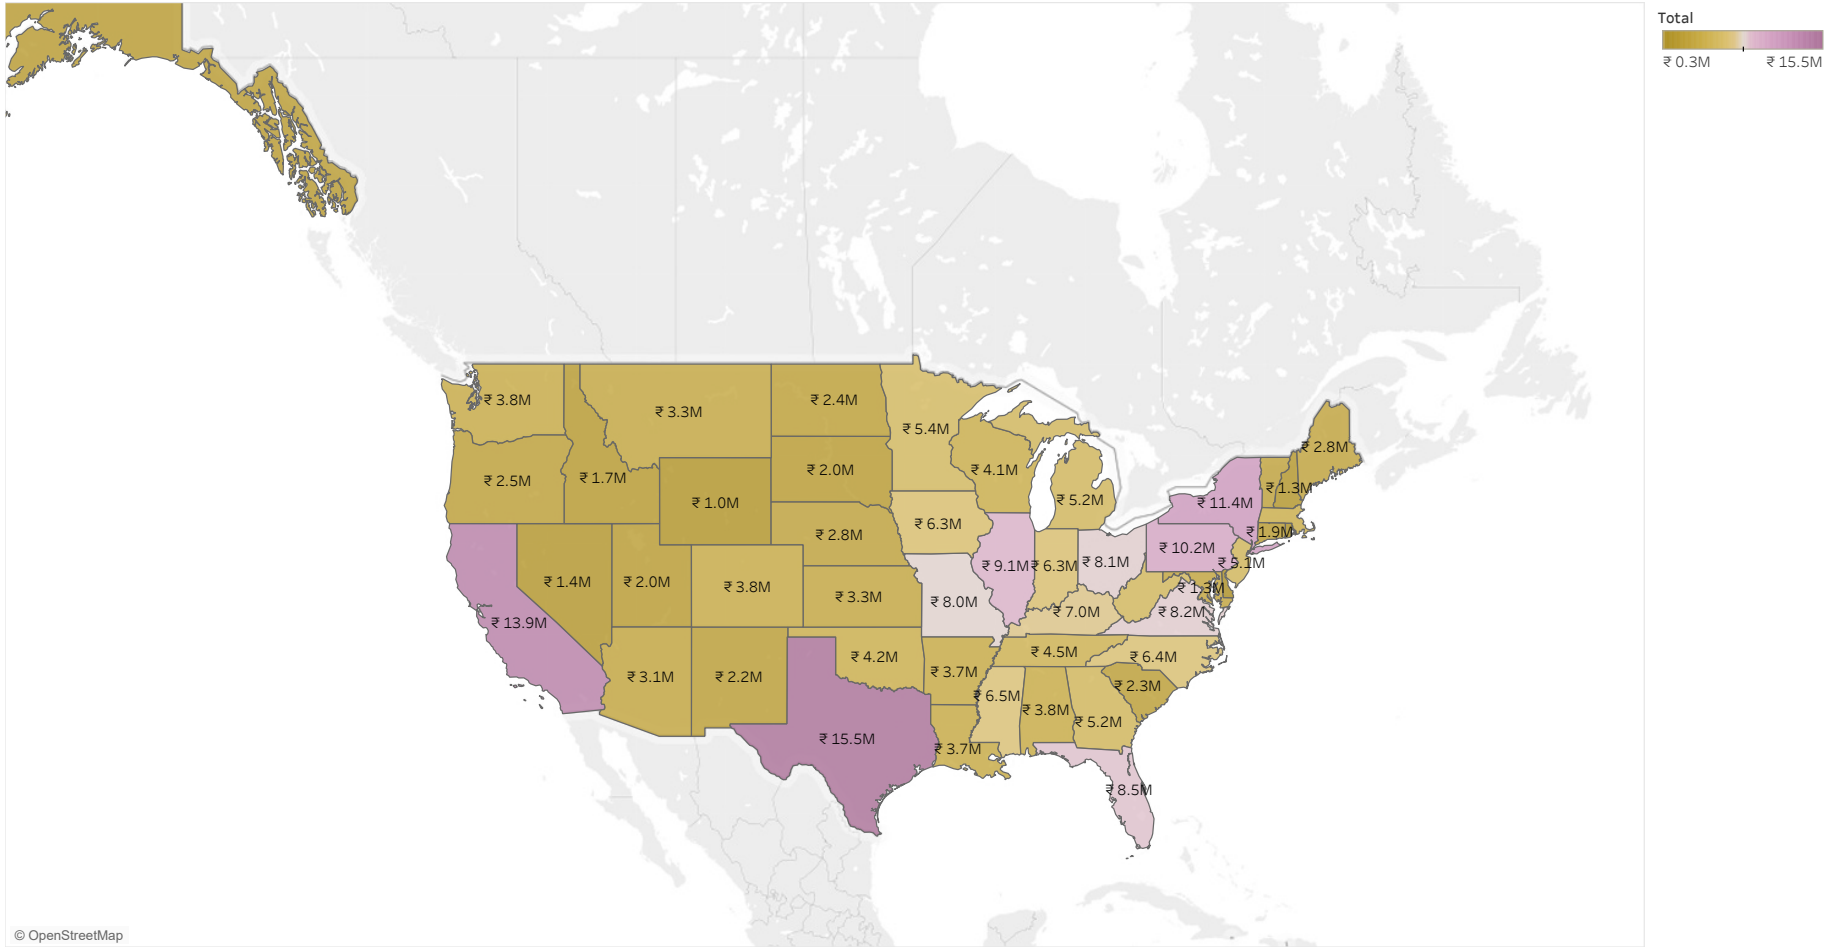 Total
₹ 0.3M ₹ 15.5M
₹ 3.8M
₹ 3.3M
₹ 2.4M
₹ 5.4M
₹ 2.8M
₹ 2.5M
₹ 1.7M
₹ 1.0M
₹ 2.0M
₹ 4.1M
₹ 5.2M
₹ 11.4M
₹ 1.3M
₹ 2.8M
₹ 6.3M
₹ 9.1M
₹ 6.3M
₹ 8.1M
₹ 10.2M
₹ 1.9M
₹ 5.1M
₹ 13.9M
₹ 1.4M
₹ 2.0M
₹ 3.8M
₹ 3.3M
₹ 8.0M
₹ 7.0M
₹ 8.2M
₹ 1.3M
₹ 3.1M
₹ 2.2M
₹ 4.2M
₹ 3.7M
₹ 4.5M
₹ 6.4M
₹ 2.3M
₹ 6.5M
₹ 3.8M
₹ 5.2M
₹ 15.5M
₹ 3.7M
₹ 8.5M
© OpenStreetMap